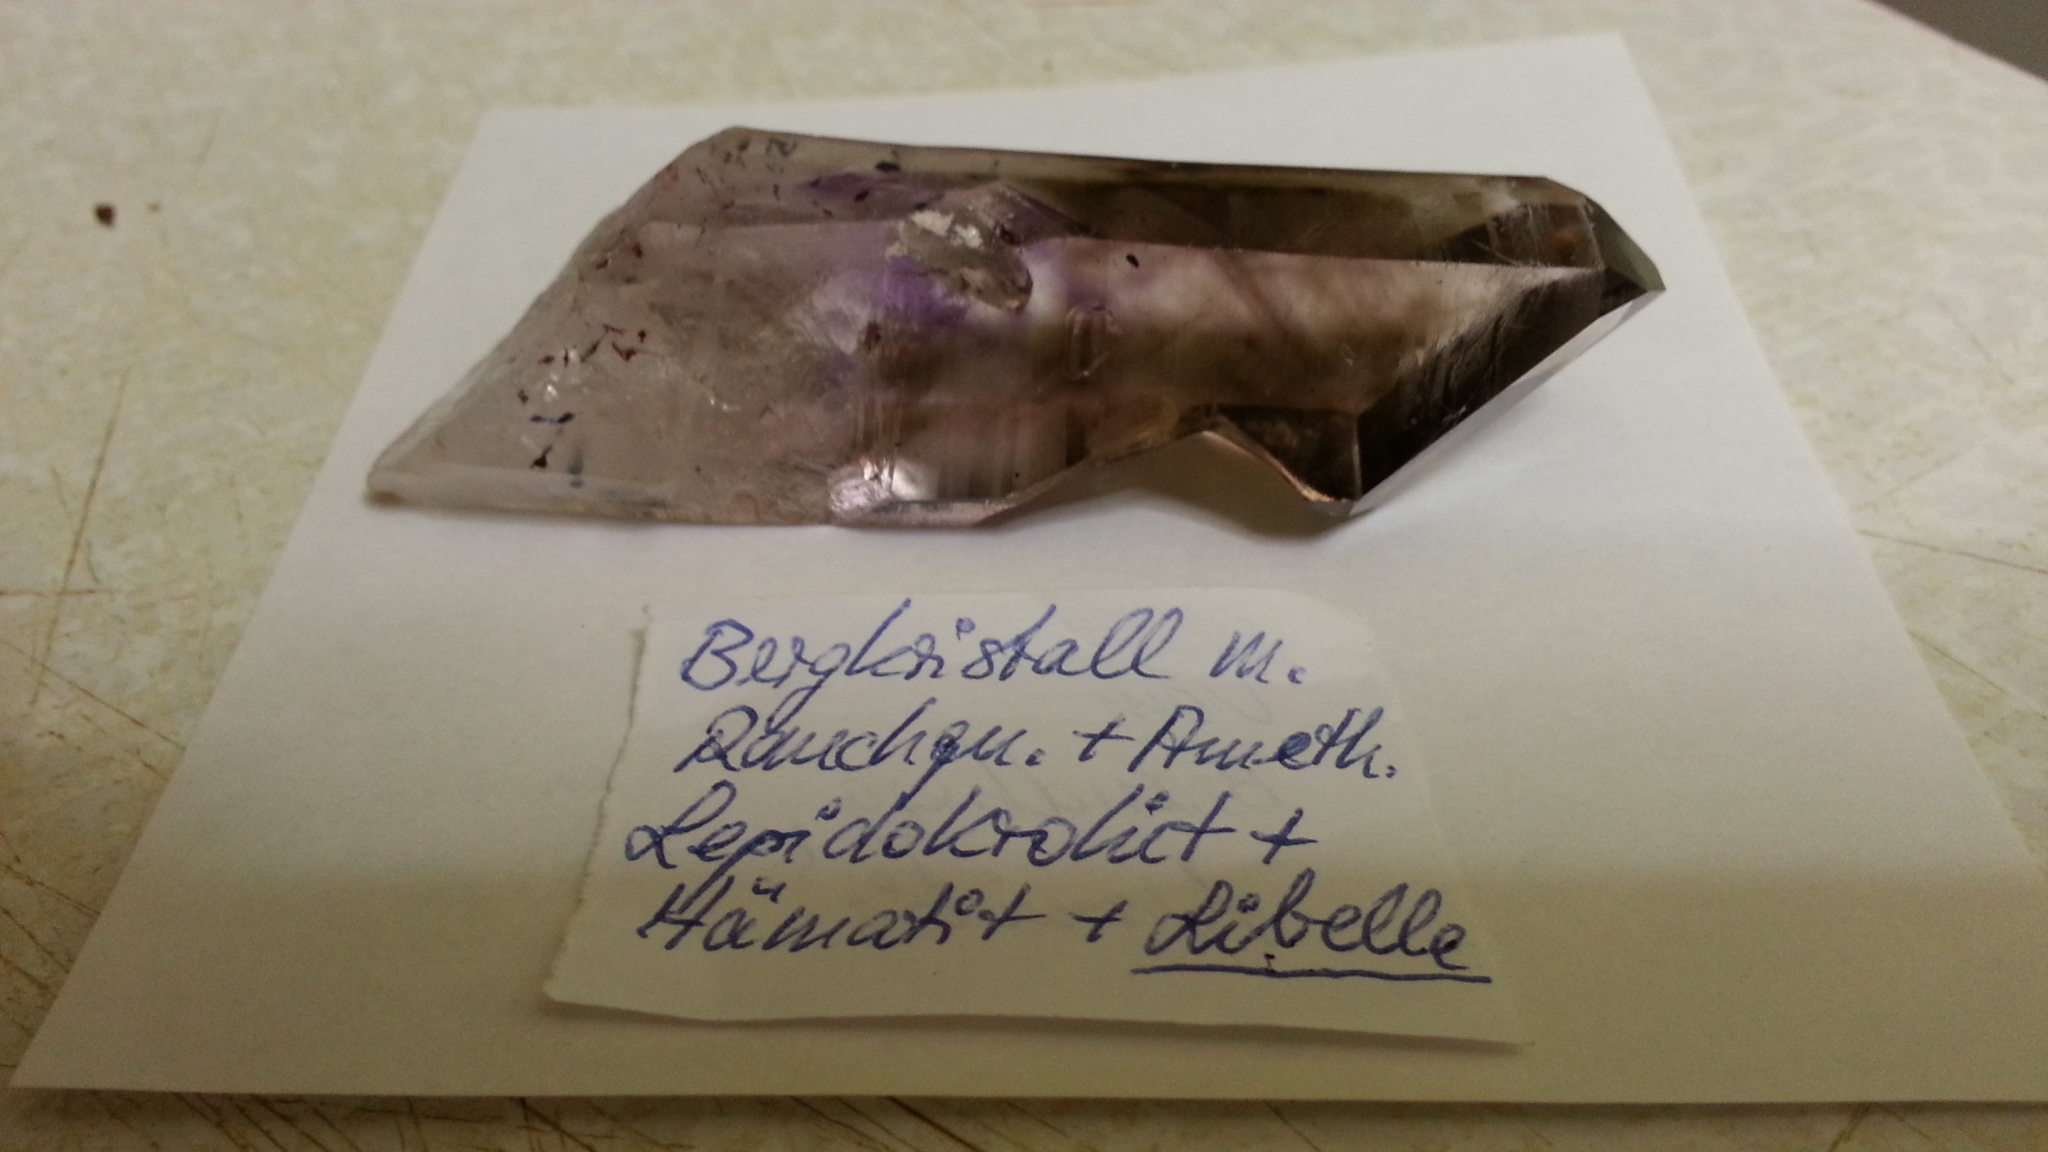 Bergkristall m.
Rauchqu. + Ameth.
Lepidokrokit +
Hämatit + Libelle